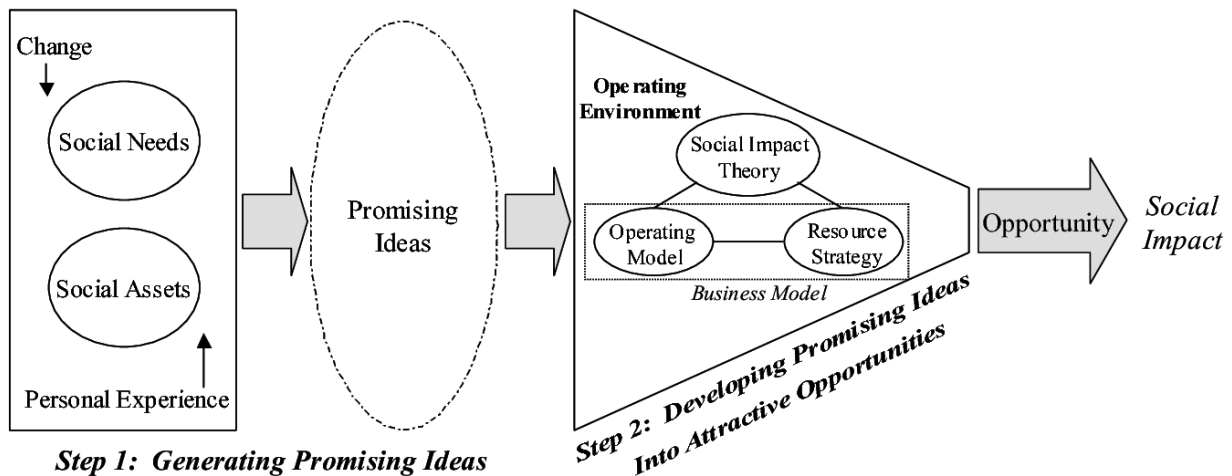 Change
Social Needs
Social Assets
Personal Experience
Step 1:  Generating Promising Ideas
Promising
Ideas
Operating
Environment
Social Impact
Theory
Operating
Model
Resource
Strategy
Business Model
Step 2:  Developing Promising Ideas
Into Attractive Opportunities
Opportunity
Social
Impact